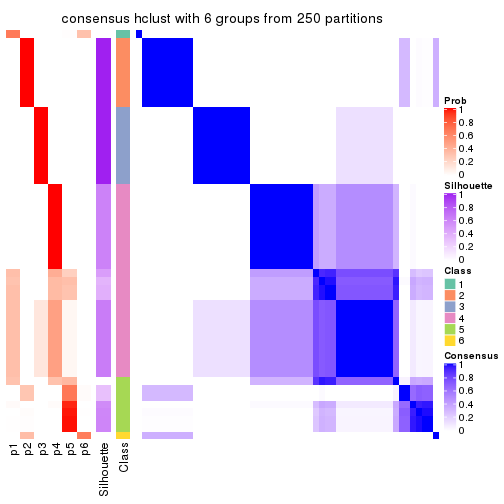 consensus hclust with 6 groups from 250 partitions
Prob
1
0.8
0.6
0.4
0.2
0
Silhouette
1
0.8
0.6
0.4
0.2
0
Class
1
2
3
4
5
6
Consensus
1
0.8
0.6
0.4
0.2
0
p1
p2
p3
p4
p5
p6
Silhouette
Class